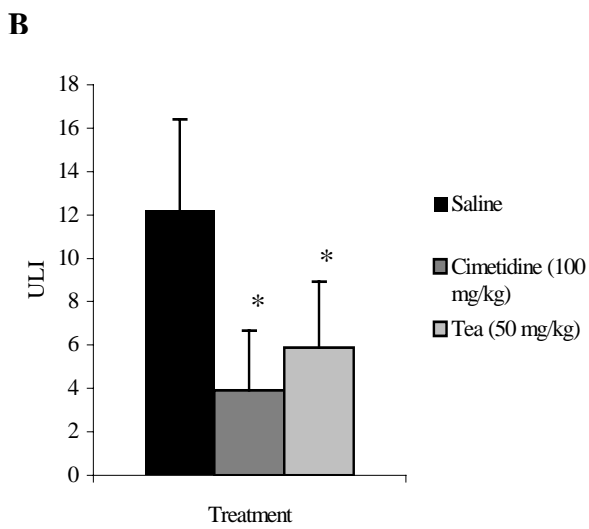 B
18
16
14
12
10
8
6
4
2
0
ULI
*
*
Treatment
Saline
Cimetidine (100
mg/kg)
Tea (50 mg/kg)